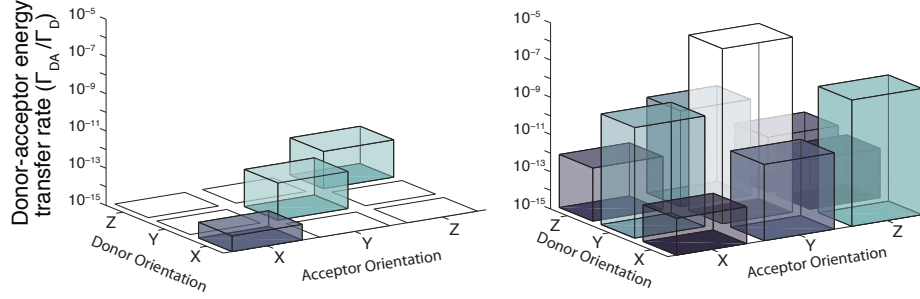 Donor-acceptor energy
transfer rate (Γ_DA /Γ_D)
10⁻⁵
10⁻⁷
10⁻⁹
10⁻¹¹
10⁻¹³
10⁻¹⁵
Z
Y
X
Donor Orientation
X
Y
Z
Acceptor Orientation
10⁻⁵
10⁻⁷
10⁻⁹
10⁻¹¹
10⁻¹³
10⁻¹⁵
Z
Y
X
Donor Orientation
X
Y
Z
Acceptor Orientation